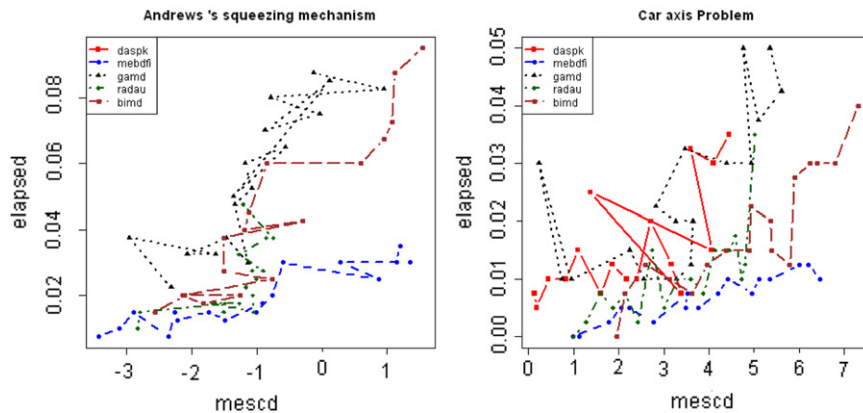 Andrews 's squeezing mechanism
daspk
mebdfi
gamd
radau
bimd
elapsed
0.08
0.06
0.04
0.02
-3 -2 -1 0 1
mescd
Car axis Problem
daspk
mebdfi
gamd
radau
bimd
elapsed
0.05
0.04
0.03
0.02
0.01
0.00
0 1 2 3 4 5 6 7
mescd